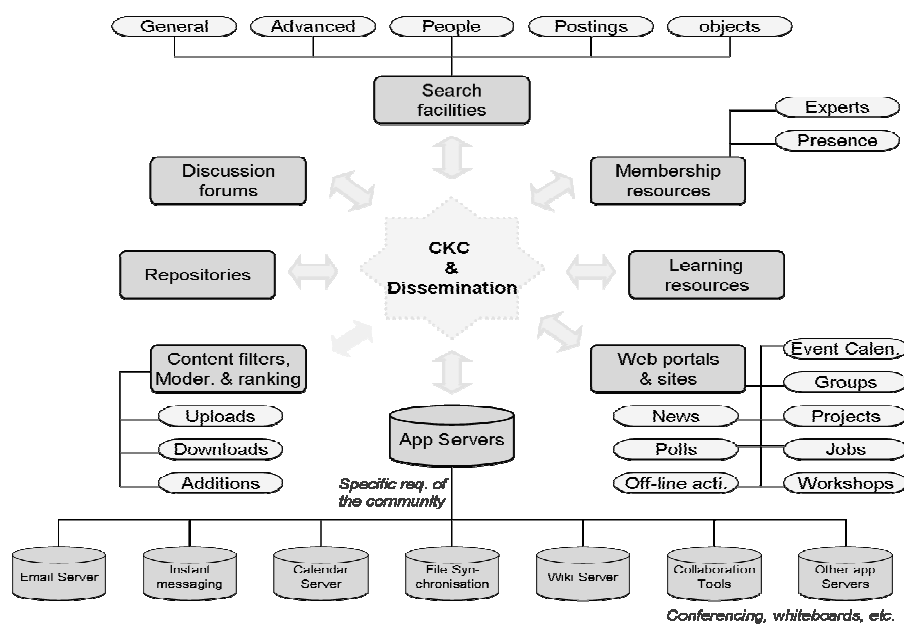 General
Advanced
People
Postings
objects
Search
facilities
Experts
Presence
Discussion
forums
Membership
resources
CKC
&
Dissemination
Repositories
Learning
resources
Content filters,
Moder. & ranking
Uploads
Downloads
Additions
Web portals
& sites
Event Calen.
Groups
News
Projects
Polls
Jobs
Off-line acti.
Workshops
App Servers
Specific req. of
the community
Email Server
Instant
messaging
Calendar
Server
File Syn-
chronisation
Wiki Server
Collaboration
Tools
Other app
Servers
Conferencing, whiteboards, etc.